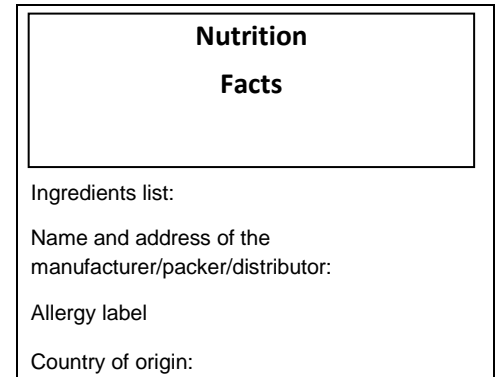 Nutrition
Facts
Ingredients list:
Name and address of the
manufacturer/packer/distributor:
Allergy label
Country of origin: